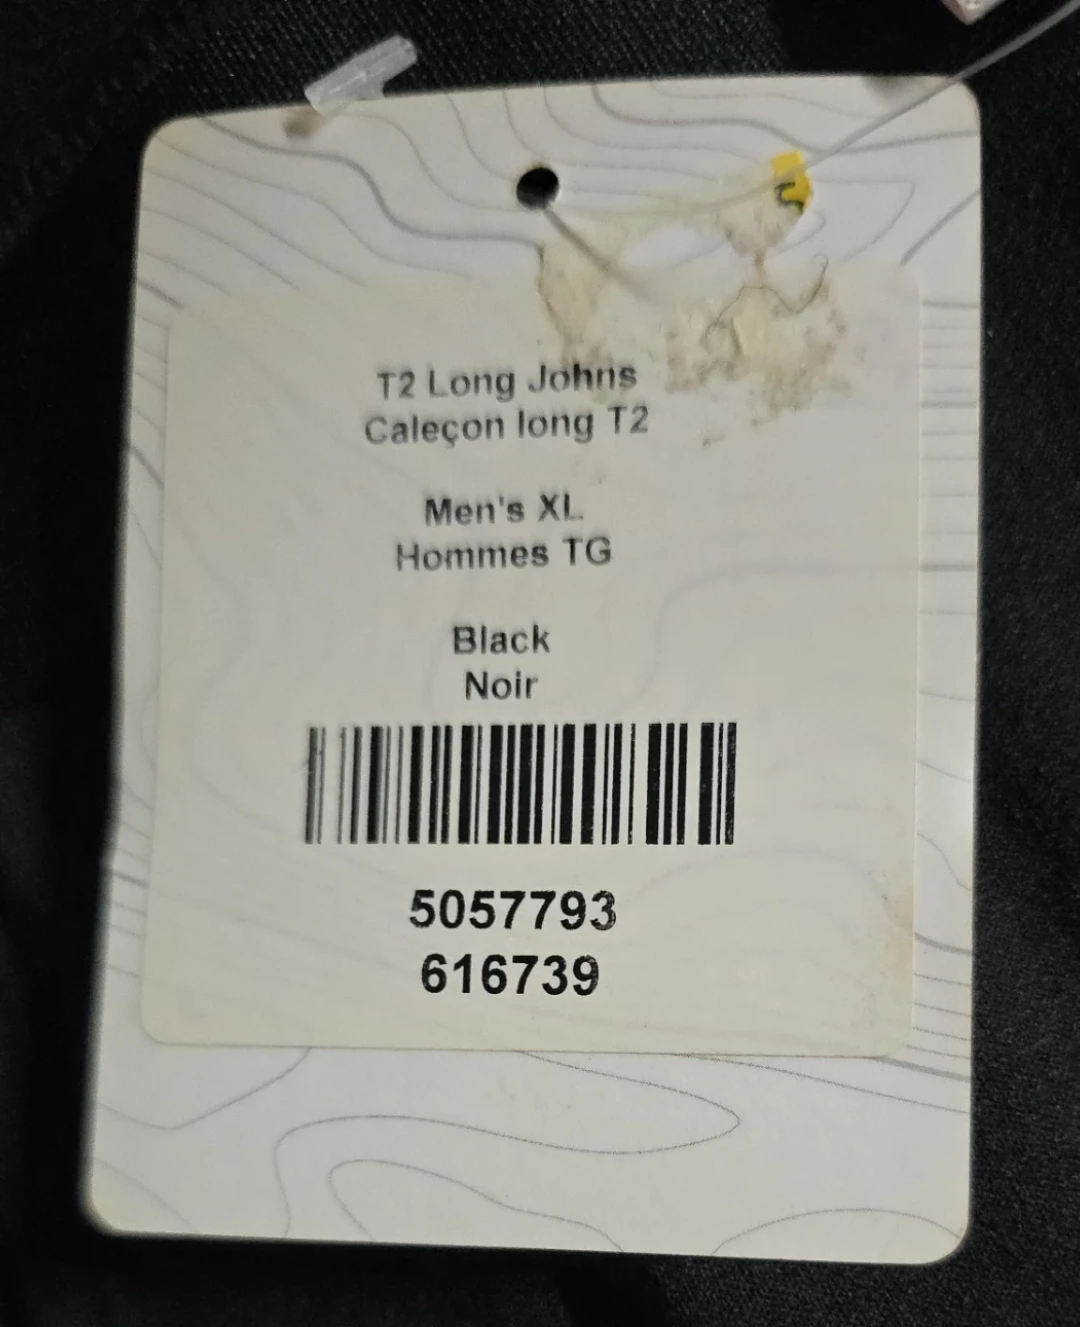 T2 Long Johns
Caleçon long T2
Men's XL
Hommes TG
Black
Noir
5057793
616739